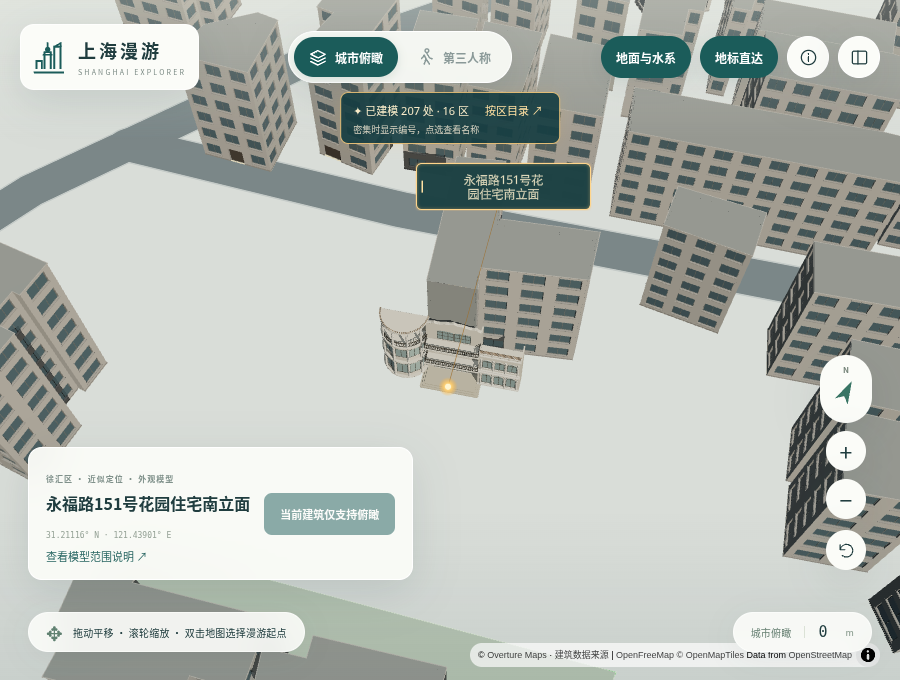 上海漫游
SHANGHAI EXPLORER
城市俯瞰
第三人称
地面与水系
地标直达
✦ 已建模 207 处 · 16 区
按区目录 ↗
密集时显示编号，点选查看名称
永福路151号花
园住宅南立面
N
徐汇区 · 近似定位 · 外观模型
永福路151号花园住宅南立面
当前建筑仅支持俯瞰
31.21116° N · 121.43901° E
查看模型范围说明 ↗
拖动平移 · 滚轮缩放 · 双击地图选择漫游起点
城市俯瞰
0 m
© Overture Maps · 建筑数据来源 | OpenFreeMap © OpenMapTiles Data from OpenStreetMap